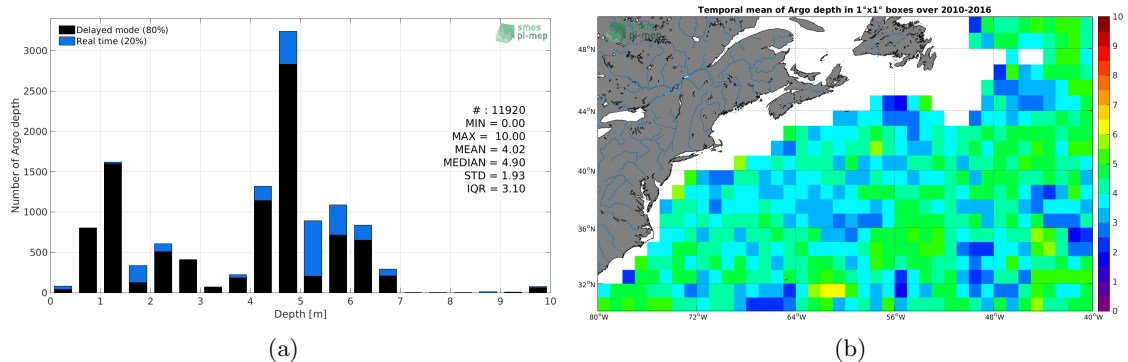 Delayed mode (80%)
Real time (20%)
smos
pi-mep
# : 11920
MIN = 0.00
MAX = 10.00
MEAN = 4.02
MEDIAN = 4.90
STD = 1.93
IQR = 3.10
Number of Argo depth
3000
2500
2000
1500
1000
500
0
0 1 2 3 4 5 6 7 8 9 10
Depth [m]
(a)
Temporal mean of Argo depth in 1°x1° boxes over 2010-2016
smos
pi-mep
48°N
44°N
40°N
36°N
32°N
80°W 72°W 64°W 56°W 48°W 40°W
10
9
8
7
6
5
4
3
2
1
0
(b)